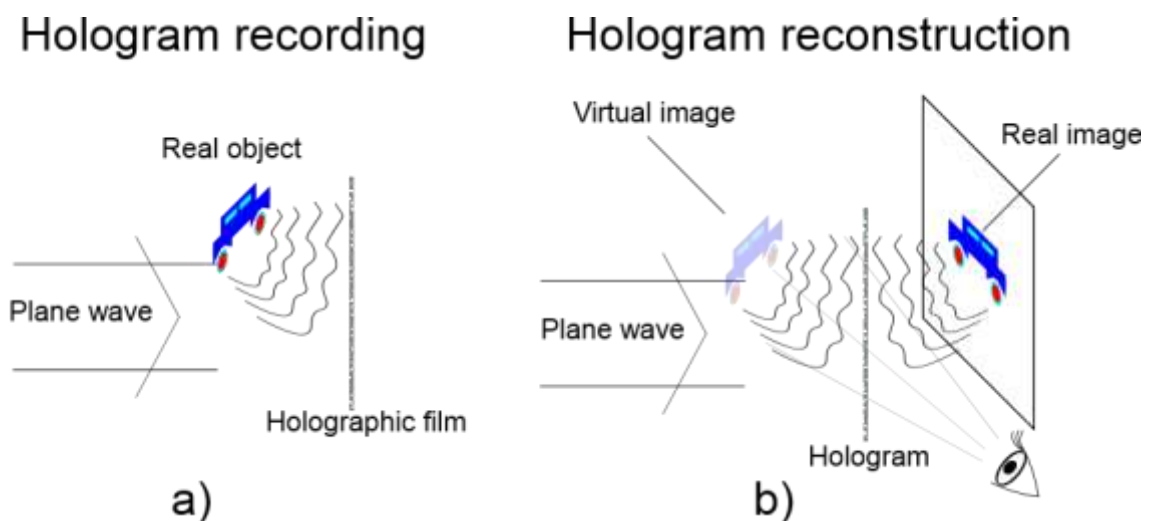 Hologram recording
Real object
Plane wave
Holographic film
a)
Hologram reconstruction
Virtual image
Real image
Plane wave
Hologram
b)